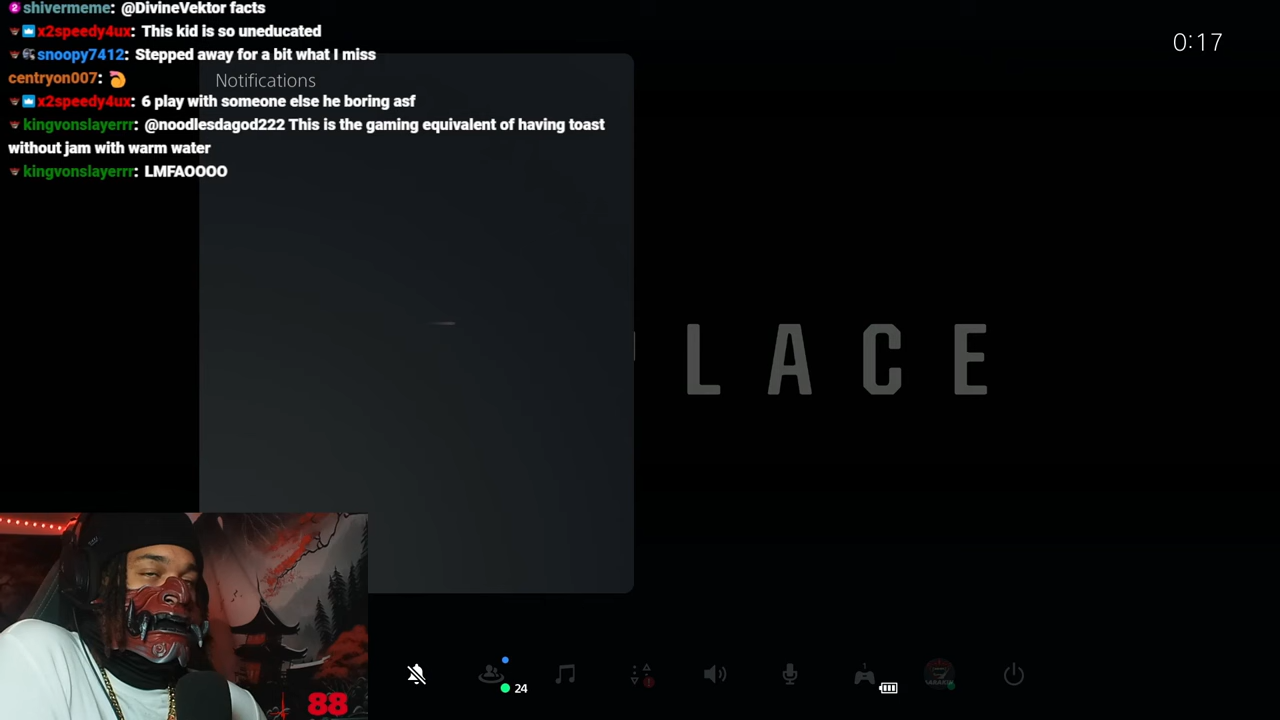 shivermeme: @DivineVektor facts
x2speedy4ux: This kid is so uneducated
snoopy7412: Stepped away for a bit what I miss
centryon007:
Notifications
x2speedy4ux: 6 play with someone else he boring asf
kingvonslayerrr: @noodlesdagod222 This is the gaming equivalent of having toast
without jam with warm water
kingvonslayerrr: LMFAOOOO
0:17
LACE
88
24